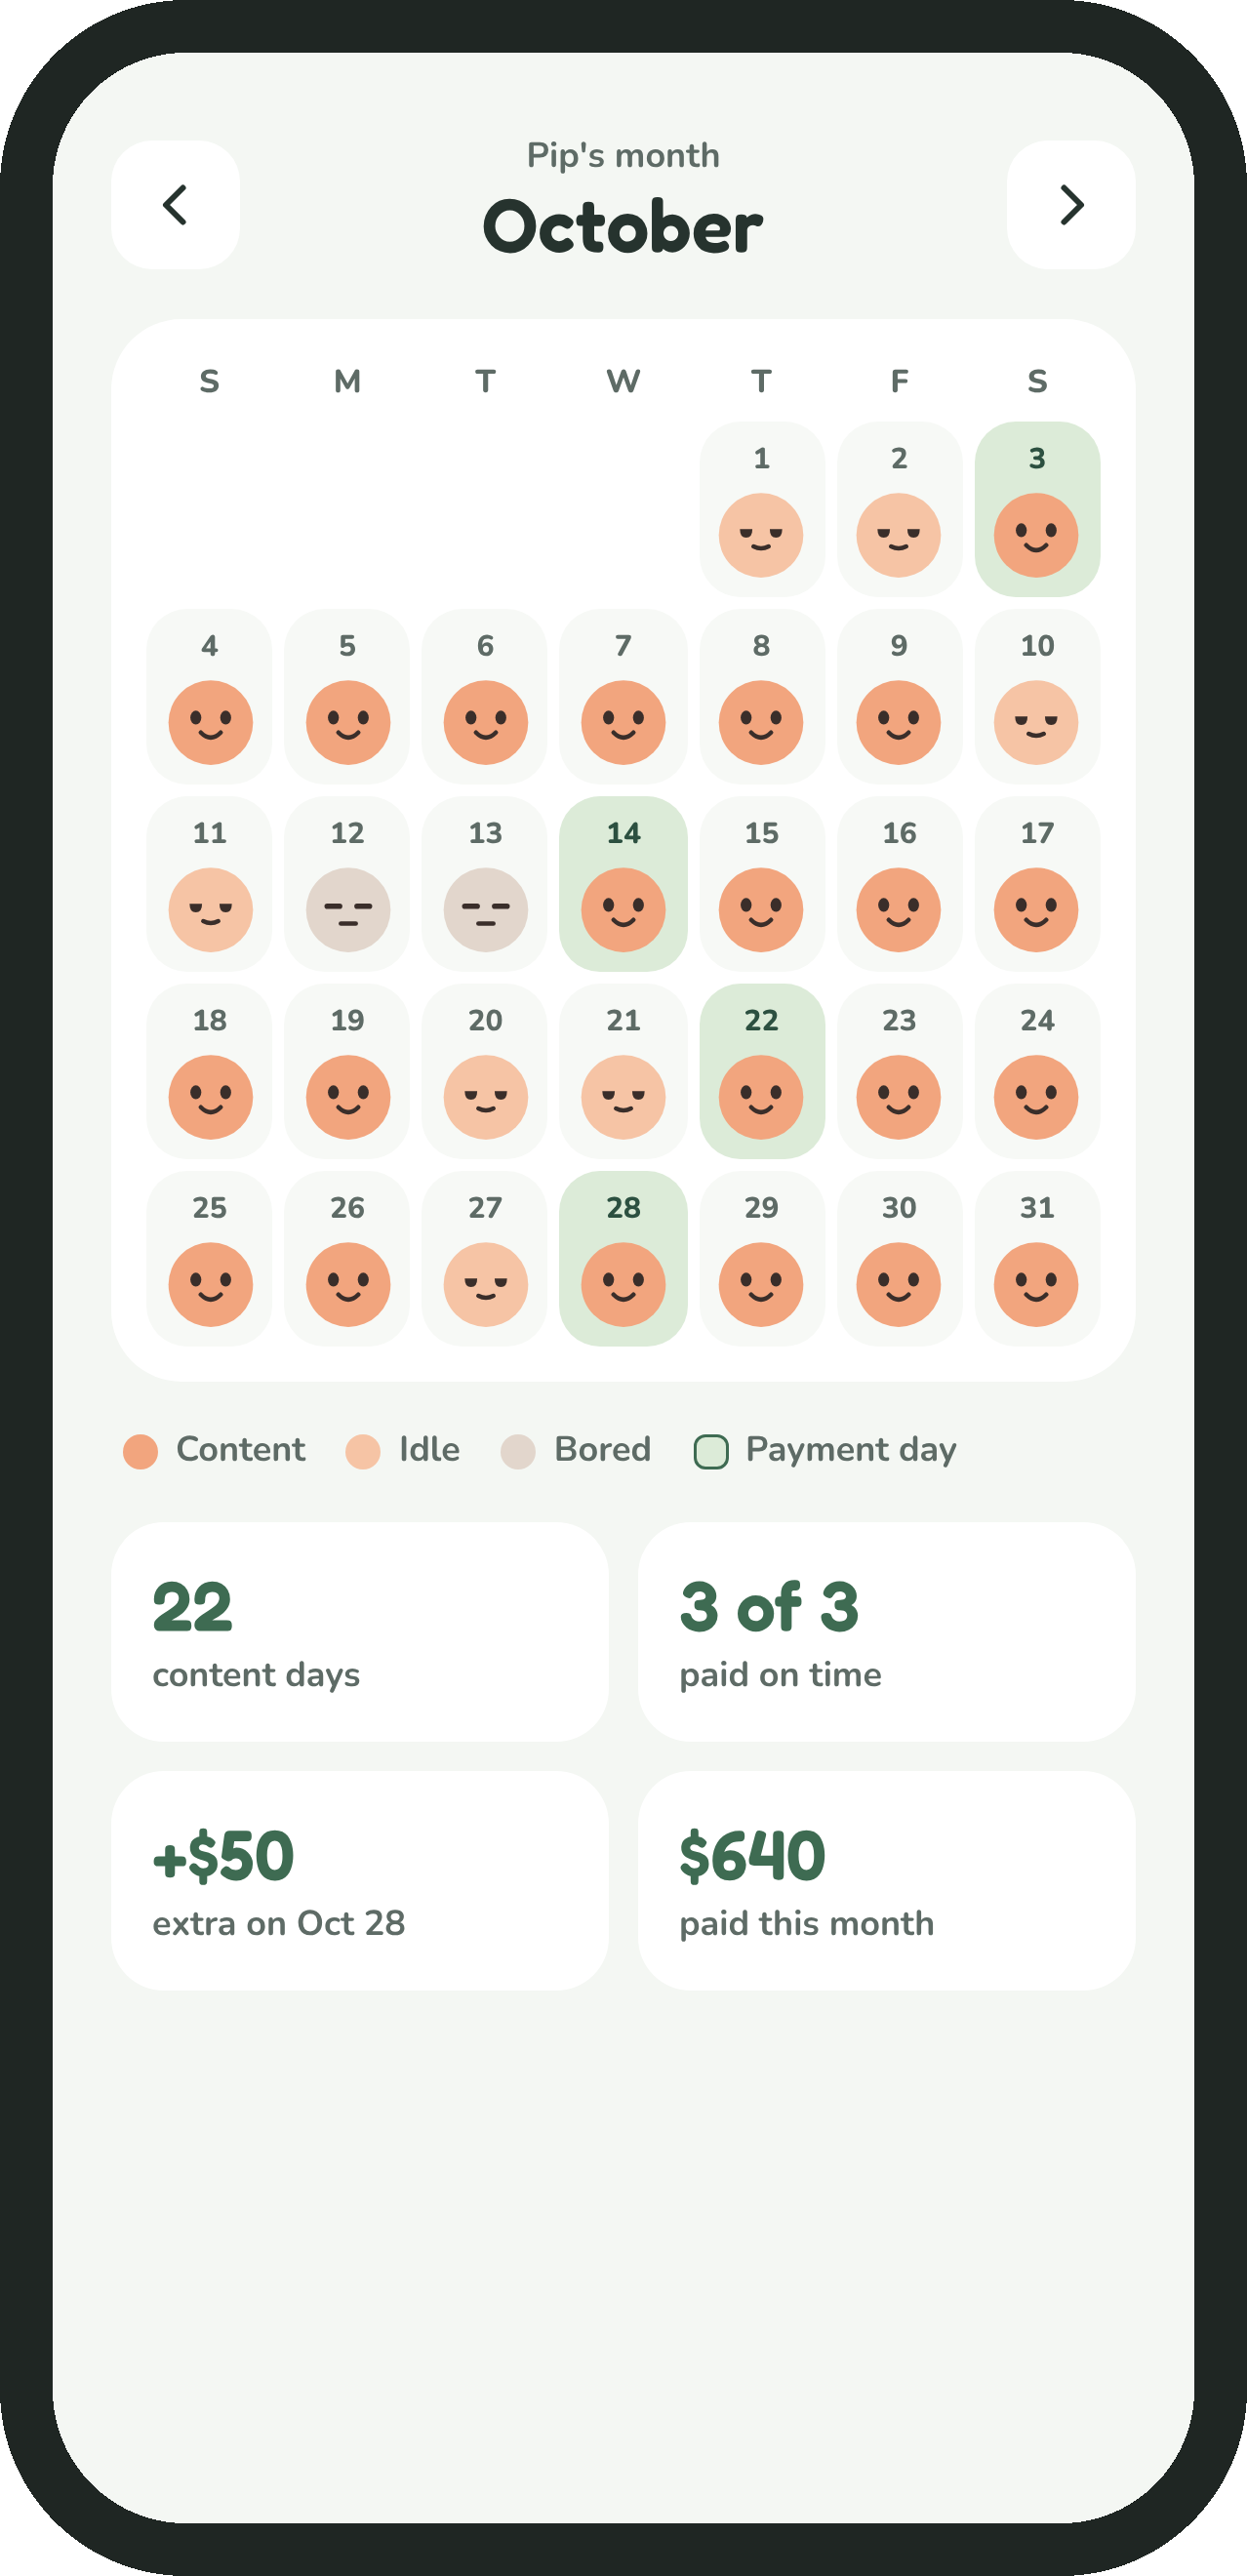 Pip's month
October
S M T W T F S
1 2 3
4 5 6 7 8 9 10
11 12 13 14 15 16 17
18 19 20 21 22 23 24
25 26 27 28 29 30 31
Content Idle Bored Payment day
22 3 of 3
content days paid on time
+$50 $640
extra on Oct 28 paid this month